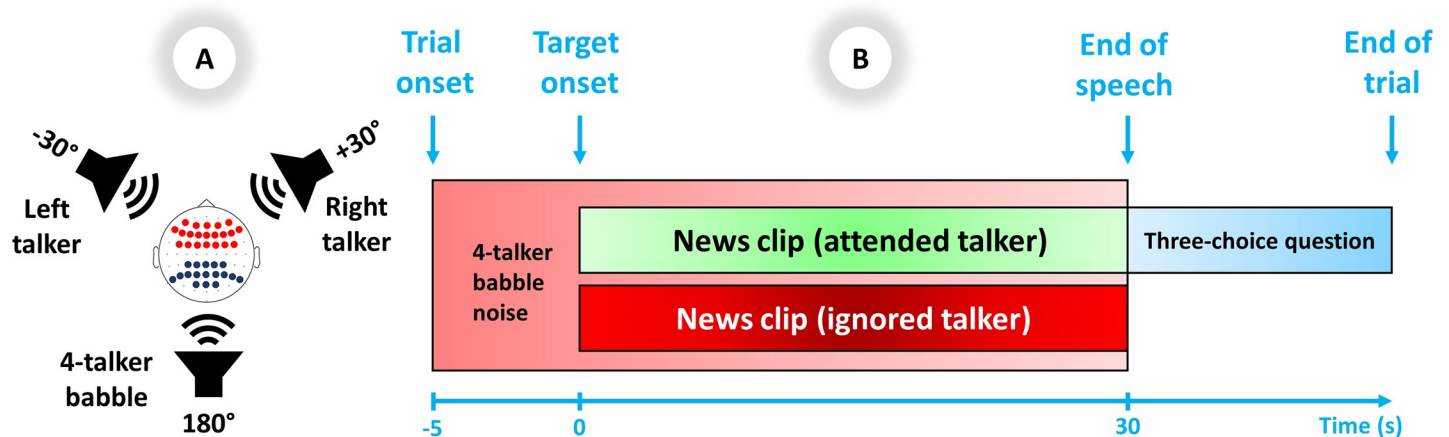 A
-30°
+30°
Left
talker
Right
talker
4-talker
babble
180°
B
Trial
onset
Target
onset
End of
speech
End of
trial
4-talker
babble
noise
News clip (attended talker)
Three-choice question
News clip (ignored talker)
-5
0
30
Time (s)